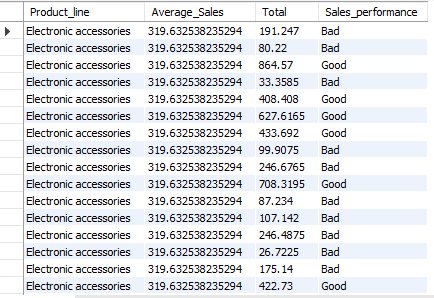 Product_line Average_Sales Total Sales_performance
Electronic accessories 319.632538235294 191.247 Bad
Electronic accessories 319.632538235294 80.22 Bad
Electronic accessories 319.632538235294 864.57 Good
Electronic accessories 319.632538235294 33.3585 Bad
Electronic accessories 319.632538235294 408.408 Good
Electronic accessories 319.632538235294 627.6165 Good
Electronic accessories 319.632538235294 433.692 Good
Electronic accessories 319.632538235294 99.9075 Bad
Electronic accessories 319.632538235294 246.6765 Bad
Electronic accessories 319.632538235294 708.3195 Good
Electronic accessories 319.632538235294 87.234 Bad
Electronic accessories 319.632538235294 107.142 Bad
Electronic accessories 319.632538235294 246.4875 Bad
Electronic accessories 319.632538235294 26.7225 Bad
Electronic accessories 319.632538235294 175.14 Bad
Electronic accessories 319.632538235294 422.73 Good